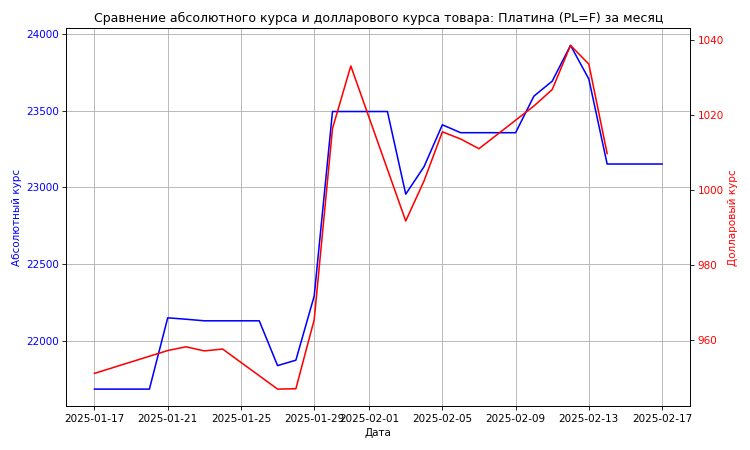 Сравнение абсолютного курса и долларового курса товара: Платина (PL=F) за месяц
Абсолютный курс
24000
23500
23000
22500
22000
Долларовый курс
1040
1020
1000
980
960
2025-01-17 2025-01-21 2025-01-25 2025-01-29 2025-02-01 2025-02-05 2025-02-09 2025-02-13 2025-02-17
Дата